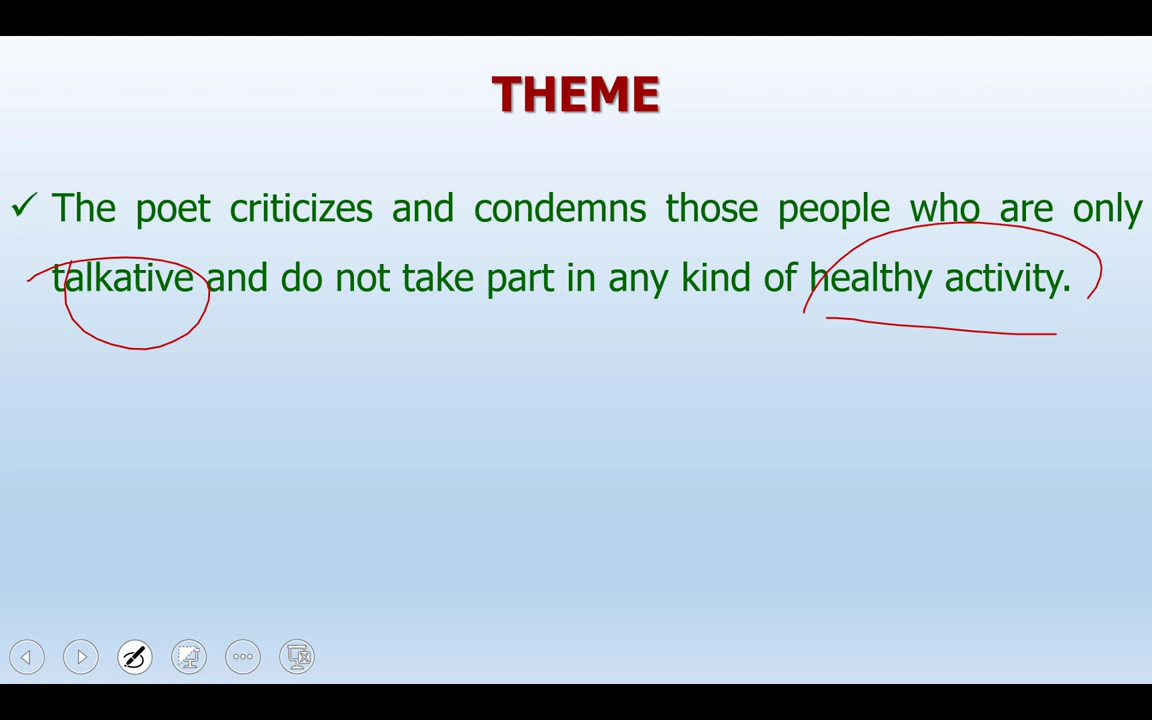 THEME
✓ The poet criticizes and condemns those people who are only
talkative and do not take part in any kind of healthy activity.